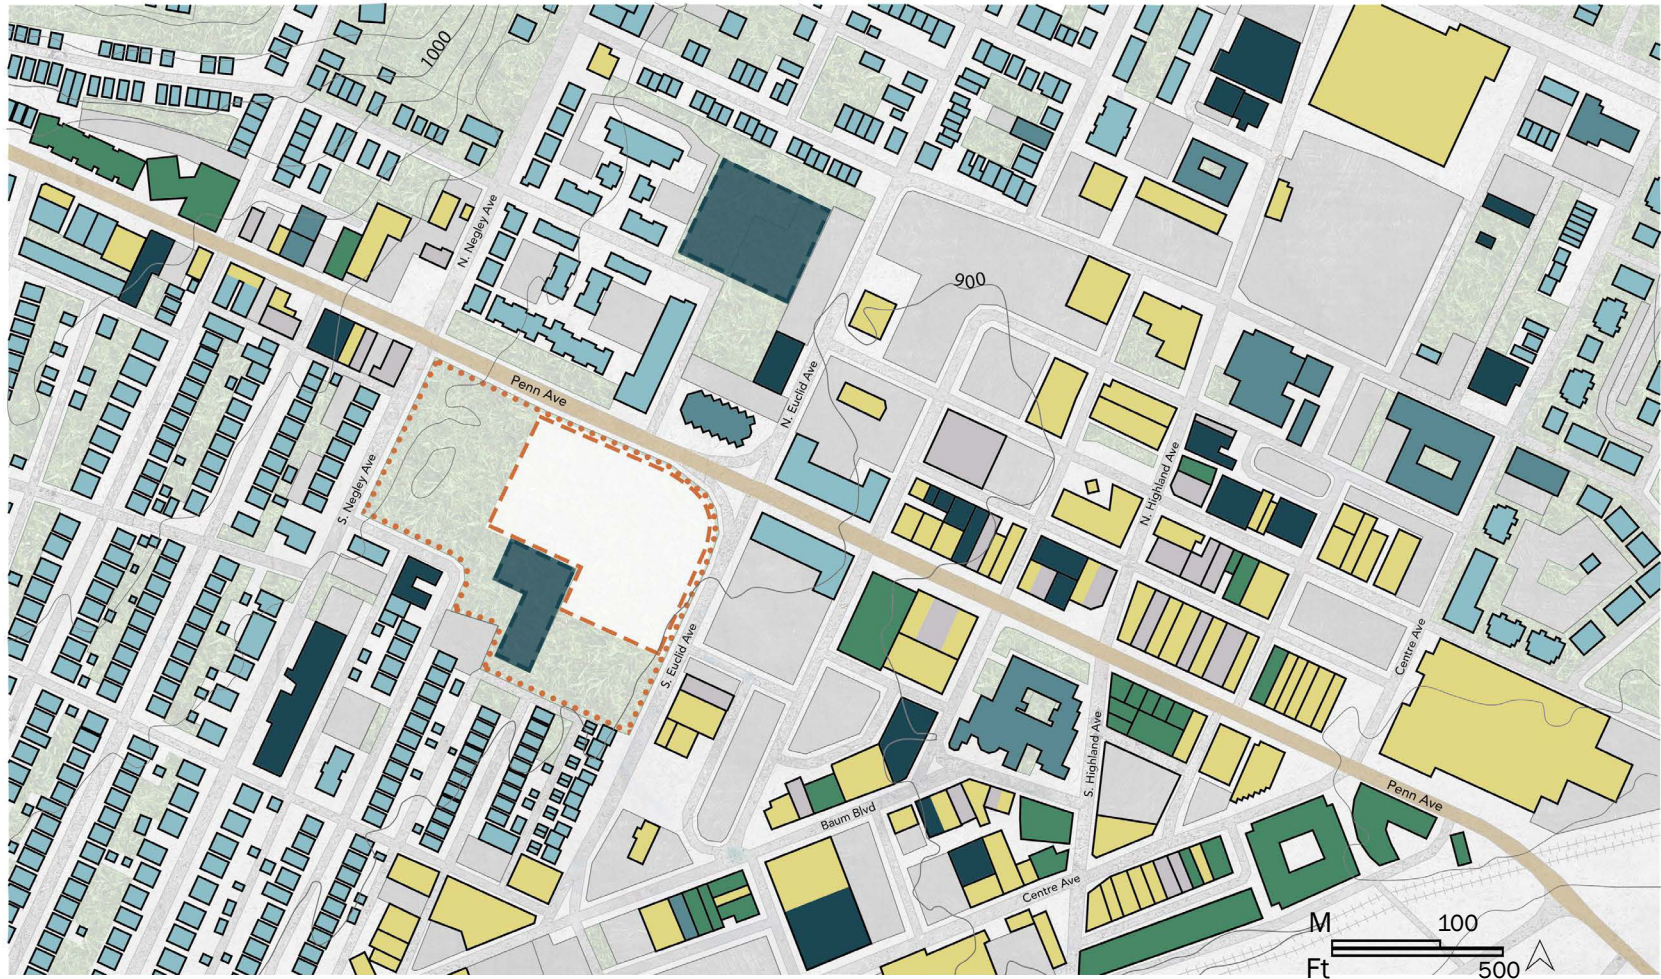 1000
N. Negley Ave
900
Penn Ave
N. Euclid Ave
N. Highland Ave
S. Negley Ave
S. Euclid Ave
Centre Ave
S. Highland Ave
Penn Ave
Baum Blvd
Centre Ave
M 100
Ft 500